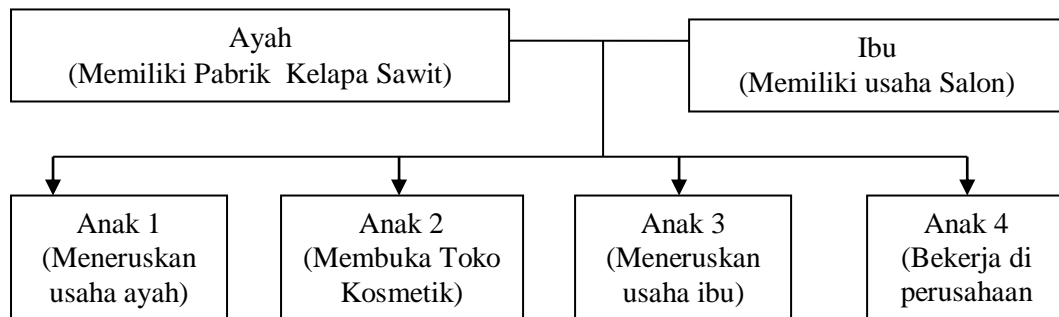 Ayah
(Memiliki Pabrik Kelapa Sawit)
Ibu
(Memiliki usaha Salon)
Anak 1
(Meneruskan
usaha ayah)
Anak 2
(Membuka Toko
Kosmetik)
Anak 3
(Meneruskan
usaha ibu)
Anak 4
(Bekerja di
perusahaan